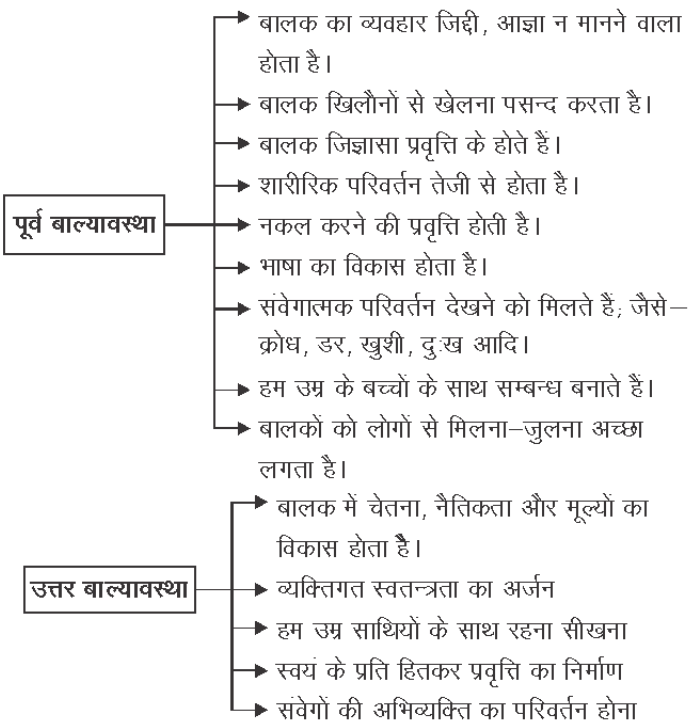 बालक का व्यवहार जिद्दी, आज्ञा न मानने वाला
होता है।
बालक खिलौनों से खेलना पसन्द करता है।
बालक जिज्ञासा प्रवृत्ति के होते हैं।
शारीरिक परिवर्तन तेजी से होता है।
पूर्व बाल्यावस्था
नकल करने की प्रवृत्ति होती है।
भाषा का विकास होता है।
संवेगात्मक परिवर्तन देखने को मिलते हैं; जैसे–
क्रोध, डर, खुशी, दुःख आदि।
हम उम्र के बच्चों के साथ सम्बन्ध बनाते हैं।
बालकों को लोगों से मिलना–जुलना अच्छा
लगता है।
बालक में चेतना, नैतिकता और मूल्यों का
विकास होता है।
उत्तर बाल्यावस्था
व्यक्तिगत स्वतन्त्रता का अर्जन
हम उम्र साथियों के साथ रहना सीखना
स्वयं के प्रति हितकर प्रवृत्ति का निर्माण
संवेगों की अभिव्यक्ति का परिवर्तन होना